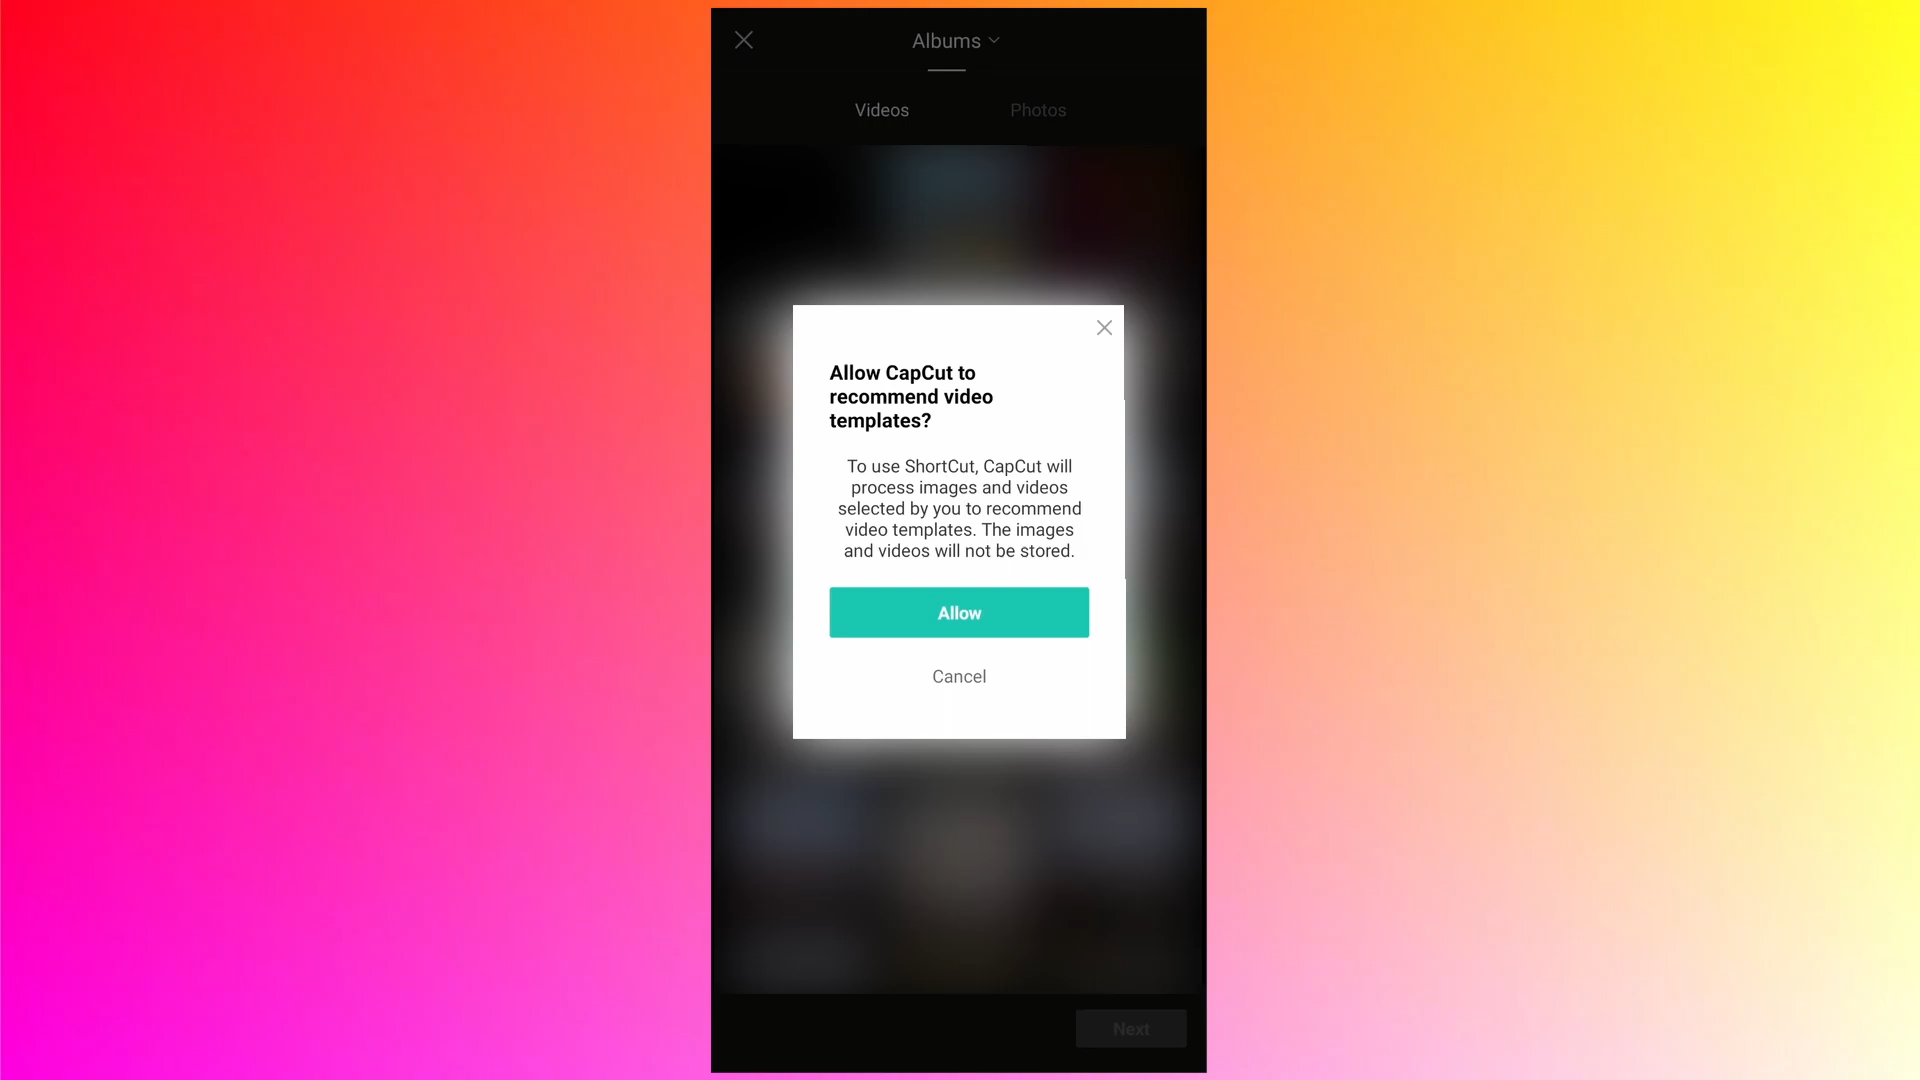 Albums
Videos
Photos
Allow CapCut to
recommend video
templates?
To use ShortCut, CapCut will
process images and videos
selected by you to recommend
video templates. The images
and videos will not be stored.
Allow
Cancel
Next